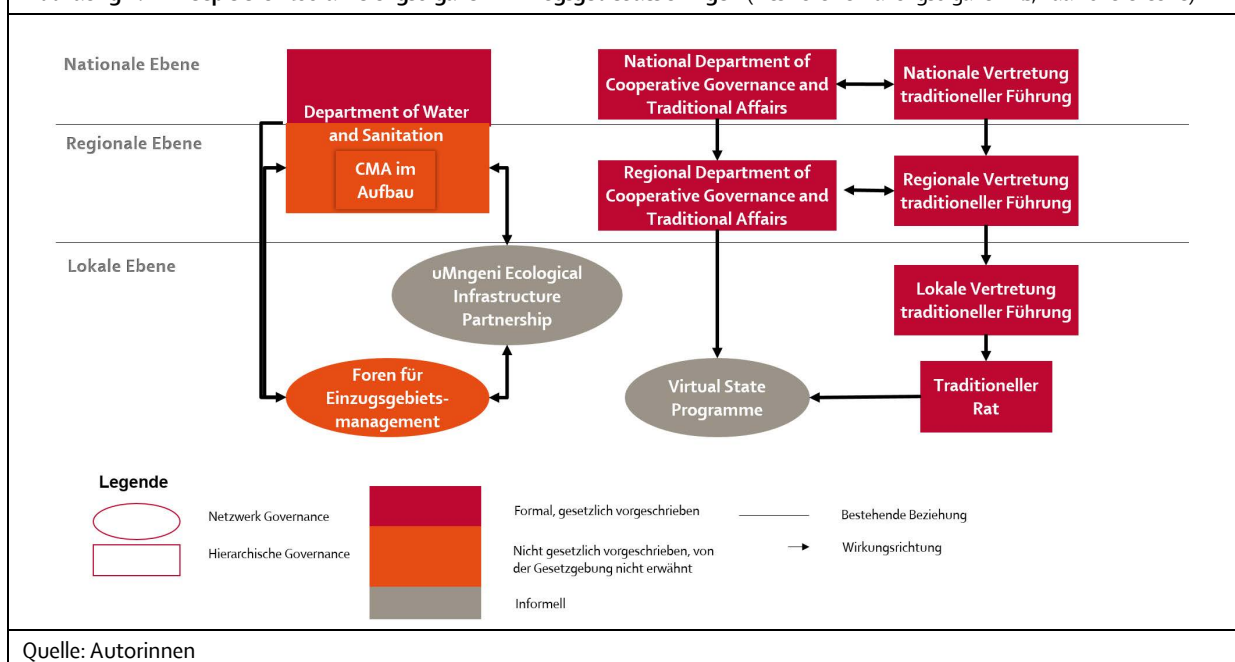 Nationale Ebene
Department of Water
and Sanitation
National Department of
Cooperative Governance and
Traditional Affairs
Nationale Vertretung
traditioneller Führung
Regionale Ebene
CMA im
Aufbau
Regional Department of
Cooperative Governance and
Traditional Affairs
Regionale Vertretung
traditioneller Führung
Lokale Ebene
uMngeni Ecological
Infrastructure
Partnership
Lokale Vertretung
traditioneller Führung
Foren für
Einzugsgebiets-
management
Virtual State
Programme
Traditioneller
Rat
Legende
Netzwerk Governance
Hierarchische Governance
Formal, gesetzlich vorgeschrieben
Nicht gesetzlich vorgeschrieben, von
der Gesetzgebung nicht erwähnt
Informell
Bestehende Beziehung
Wirkungsrichtung
Quelle: Autorinnen